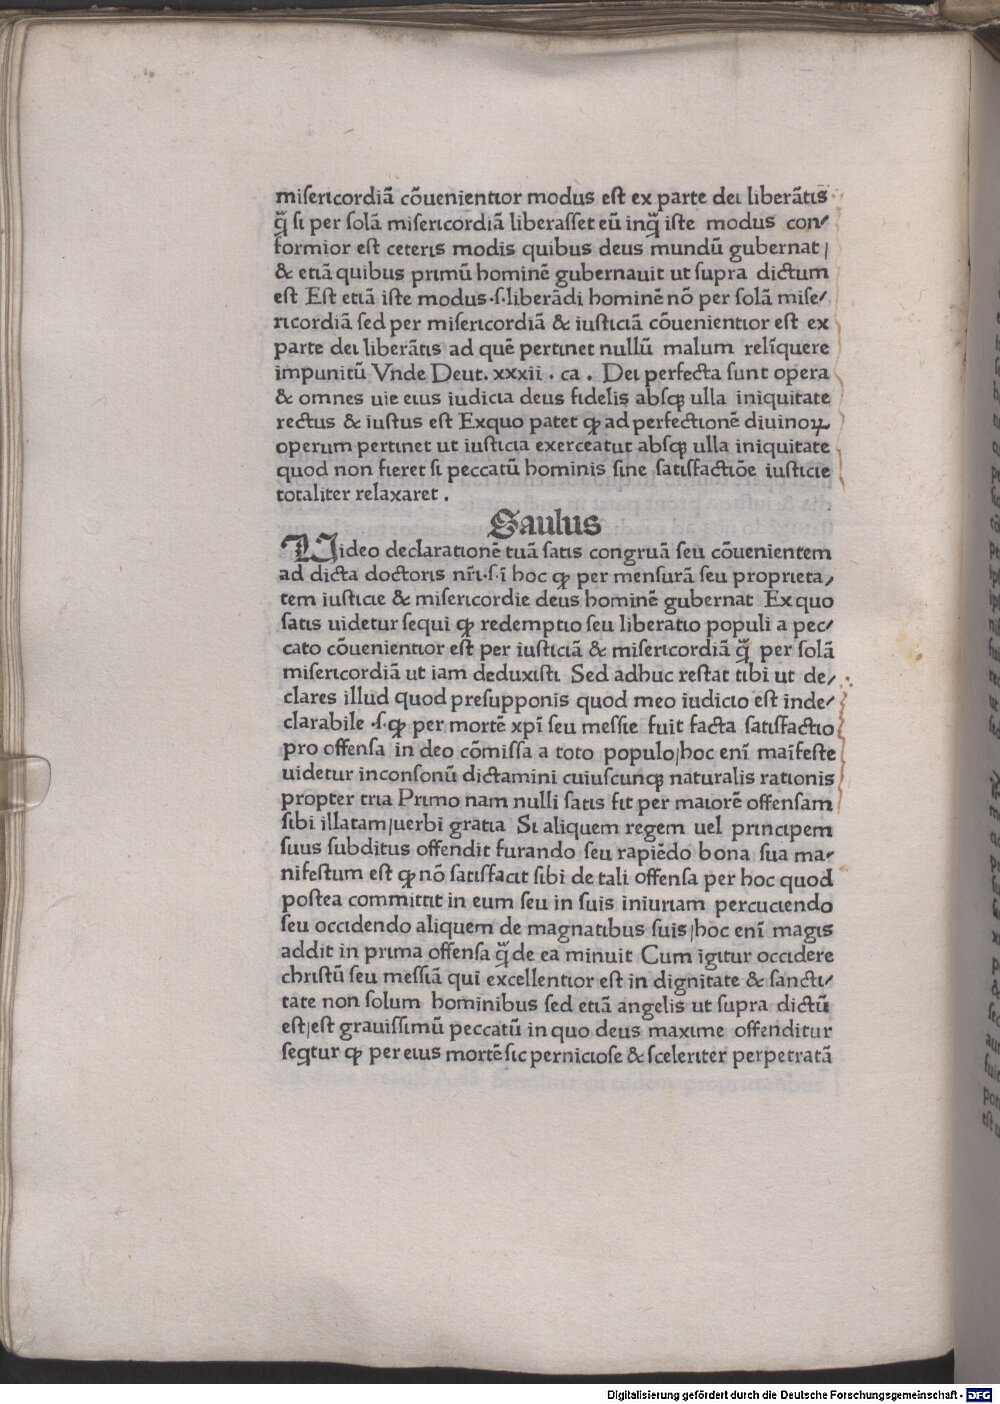 miſericordiã cõuenientior modus eſt ex parte dei liberãtis
q̃ ſi per ſolã miſericordiã liberaſſet eũ inq̃ iſte modus con⸗
formior eſt ceteris modis quibus deus mundũ gubernat /
& etiã quibus primũ hominẽ gubernauit ut ſupra dictum
eſt Eſt etiã iſte modus ·ſ· liberãdi hominẽ nõ per ſolã miſe⸗
ricordiã ſed per miſericordiã & iuſticiã cõuenientior eſt ex
parte dei liberãtis ad quẽ pertinet nullũ malum reliquere
impunitũ Vnde Deut. xxxii . ca . Dei perfecta ſunt opera
& omnes uie eius iudicia deus fidelis abſqꝫ ulla iniquitate
rectus & iuſtus eſt Exquo patet ꝙ ad perfectionẽ diuinoꝝ
operum pertinet ut iuſticia exerceatut abſqꝫ ulla iniquitate
quod non fieret ſi peccatũ hominis ſine ſatiſfactiõe iuſticie
totaliter relaxaret .
Saulus
Video declarationẽ tuã ſatis congruã ſeu cõuenientem
ad dicta doctoris nr̃i ·ſ· ĩ hoc ꝙ per menſurã ſeu proprieta⸗
tem iuſticie & miſericordie deus hominẽ gubernat Ex quo
ſatis uidetur ſequi ꝙ redemptio ſeu liberatio populi a pec⸗
cato cõuenientior eſt per iuſticiã & miſericordiã q̃ per ſolã
miſericordiã ut iam deduxiſti Sed adhuc reſtat tibi ut de⸗
clares illud quod preſupponis quod meo iudicio eſt inde⸗
clarabile ·ſ· ꝙ per mortẽ xpĩ ſeu meſſie fuit facta ſatiſfactio
pro offenſa in deo cõmiſſa a toto populo/hoc enĩ maĩfeſte
uidetur inconſonũ dictamini cuiuſcunqꝫ naturalis rationis
propter tria Primo nam nulli ſatis fit per maiorẽ offenſam
ſibi illatam/uerbi gratia Si aliquem regem uel principem
ſuus ſubditus offendit furando ſeu rapiẽdo bona ſua ma⸗
nifeſtum eſt ꝙ nõ ſatiſfacit ſibi de tali offenſa per hoc quod
poſtea committit in eum ſeu in ſuis iniuriam percuciendo
ſeu occidendo aliquem de magnatibus ſuis/hoc enĩ magis
addit in prima offenſa q̃ de ea minuit Cum igitur occidere
chriſtũ ſeu meſſiã qui excellentior eſt in dignitate & ſancti⸗
tate non ſolum hominibus ſed etiã angelis ut ſupra dictũ
eſt/eſt grauiſſimũ peccatũ in quo deus maxime offenditur
ſeqtur ꝙ per eius mortẽ ſic pernicioſe & ſceleriter perpetratã
Digitalisierung gefördert durch die Deutsche Forschungsgemeinschaft - DFG